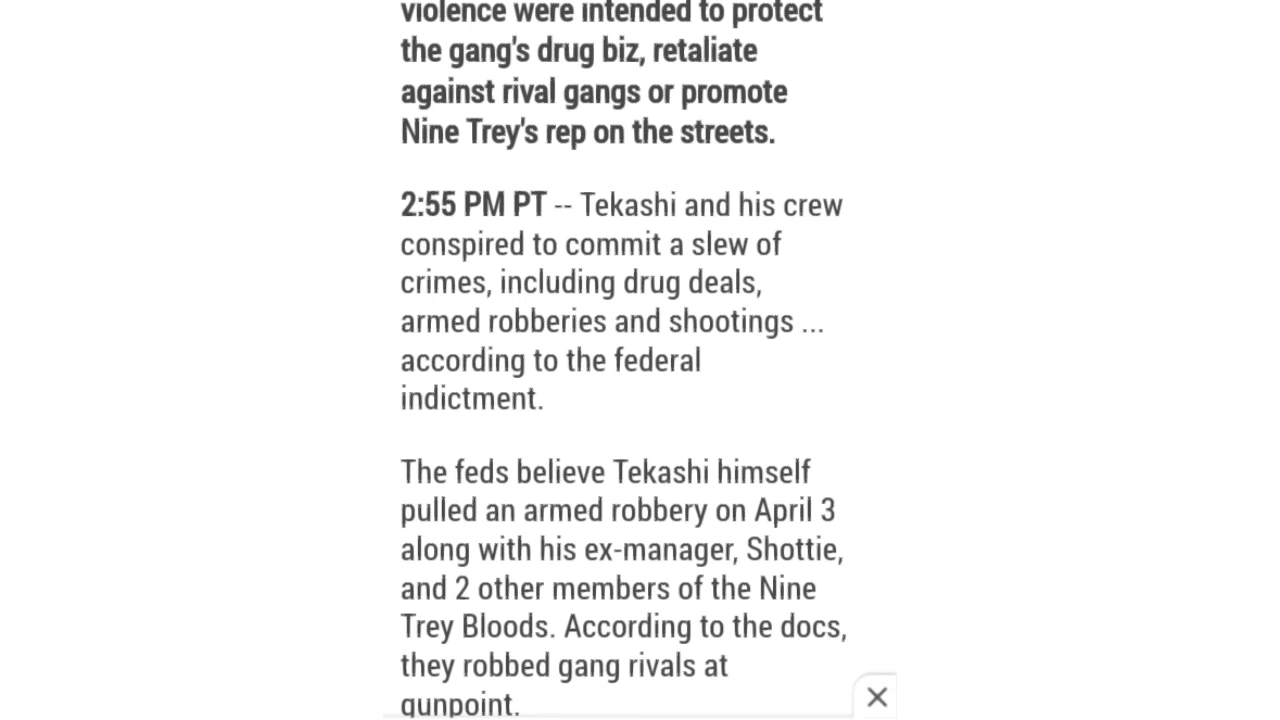 violence were intended to protect
the gang's drug biz, retaliate
against rival gangs or promote
Nine Trey's rep on the streets.
2:55 PM PT -- Tekashi and his crew
conspired to commit a slew of
crimes, including drug deals,
armed robberies and shootings ...
according to the federal
indictment.
The feds believe Tekashi himself
pulled an armed robbery on April 3
along with his ex-manager, Shottie,
and 2 other members of the Nine
Trey Bloods. According to the docs,
they robbed gang rivals at
gunpoint.